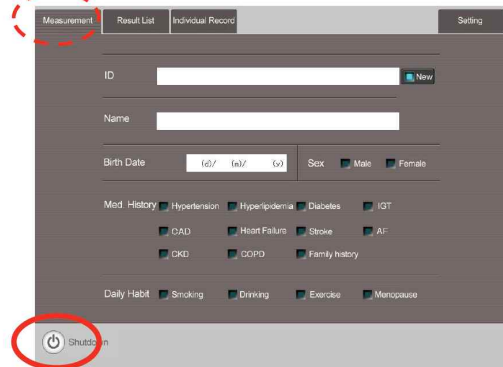 Measurement Result List Individual Record Setting
ID New
Name
Birth Date (d)/ (m)/ (y) Sex Male Female
Med. History Hypertension Hyperlipidemia Diabetes IGT
CAD Heart Failure Stroke AF
CKD COPD Family history
Daily Habit Smoking Drinking Exercise Menopause
Shutdown